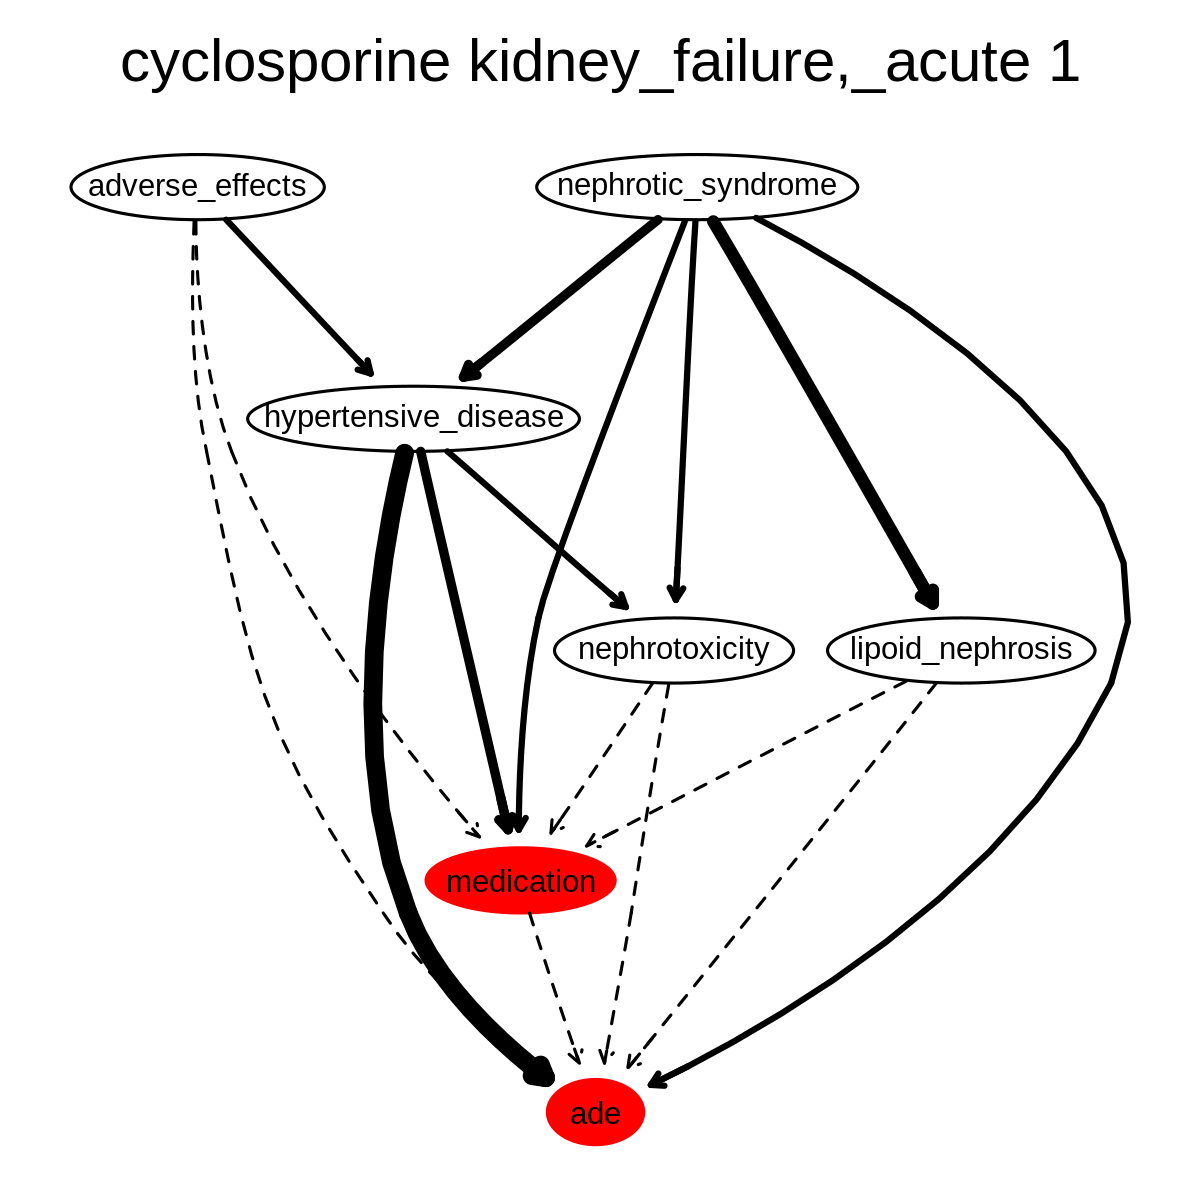 cyclosporine kidney_failure,_acute 1
adverse_effects
nephrotic_syndrome
hypertensive_disease
nephrotoxicity
lipoid_nephrosis
medication
ade